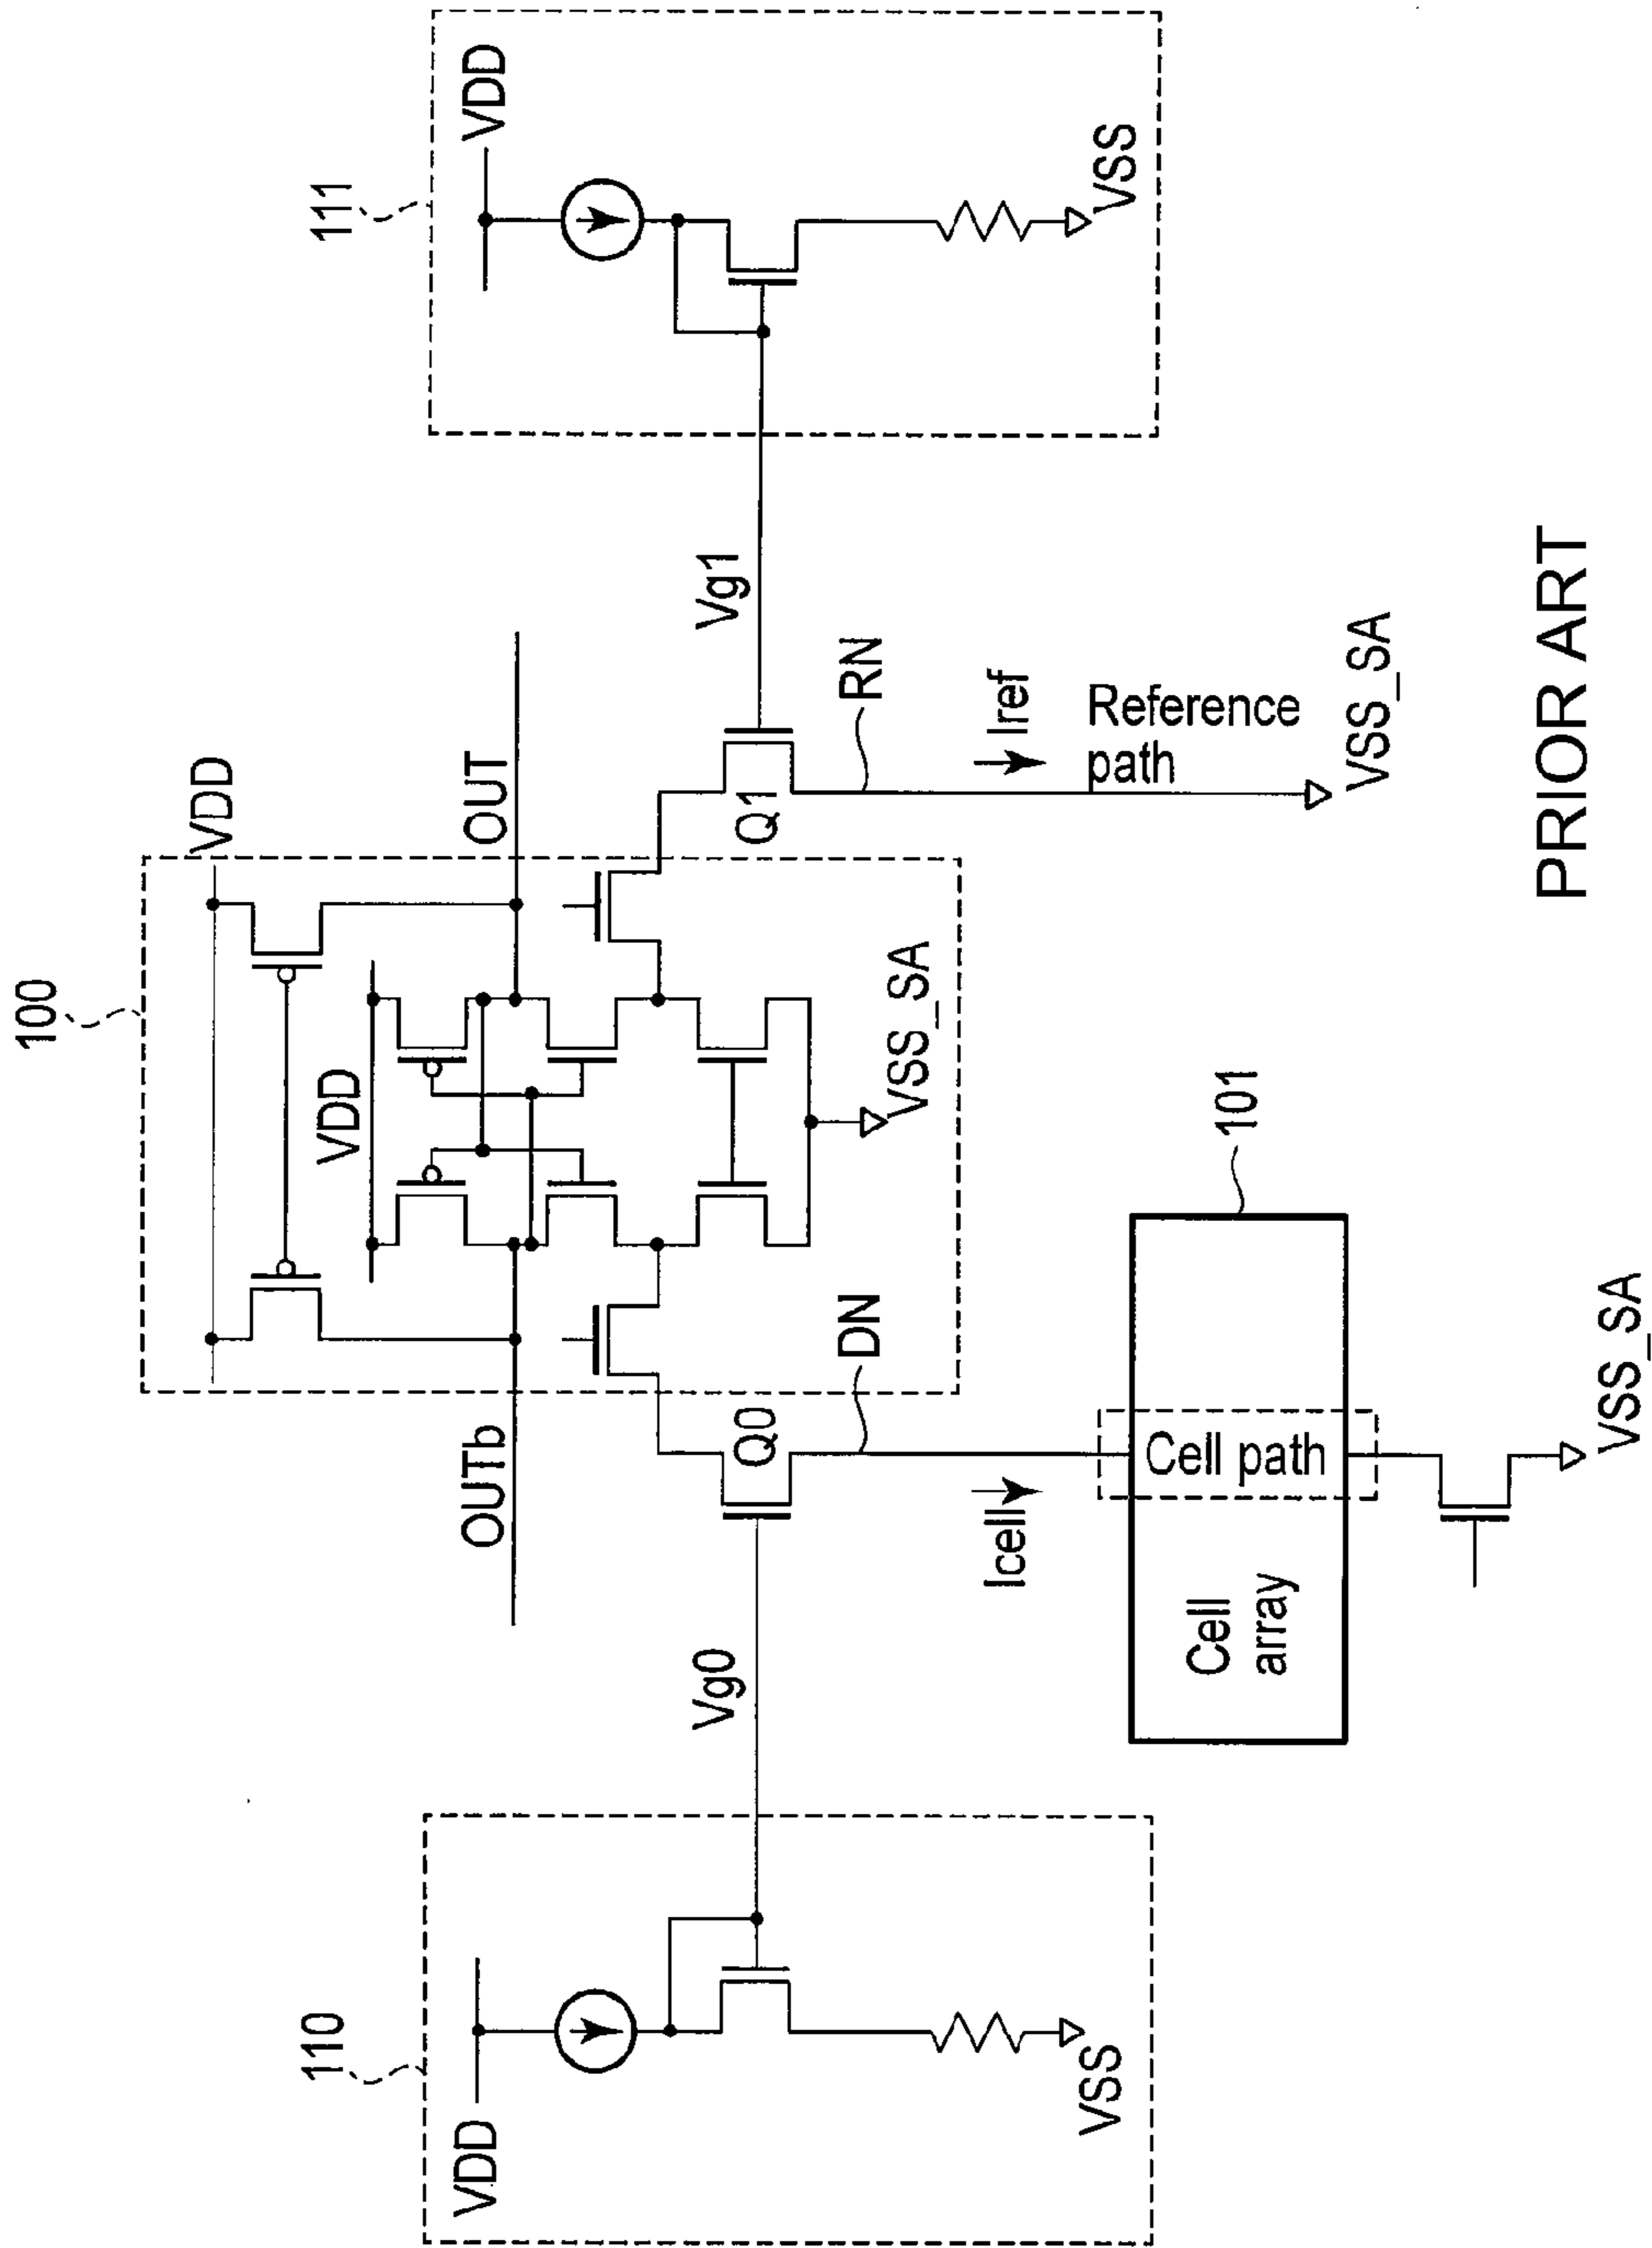 100
VDD
OUTb
OUT
VDD
110
VDD
111
VDD
Vg0
Q0
Q1
Vg1
DN
VSS_SA
RN
VSS
Icell
Iref
VSS
Reference
path
101
Cell
array
Cell path
VSS_SA
VSS_SA
PRIOR ART